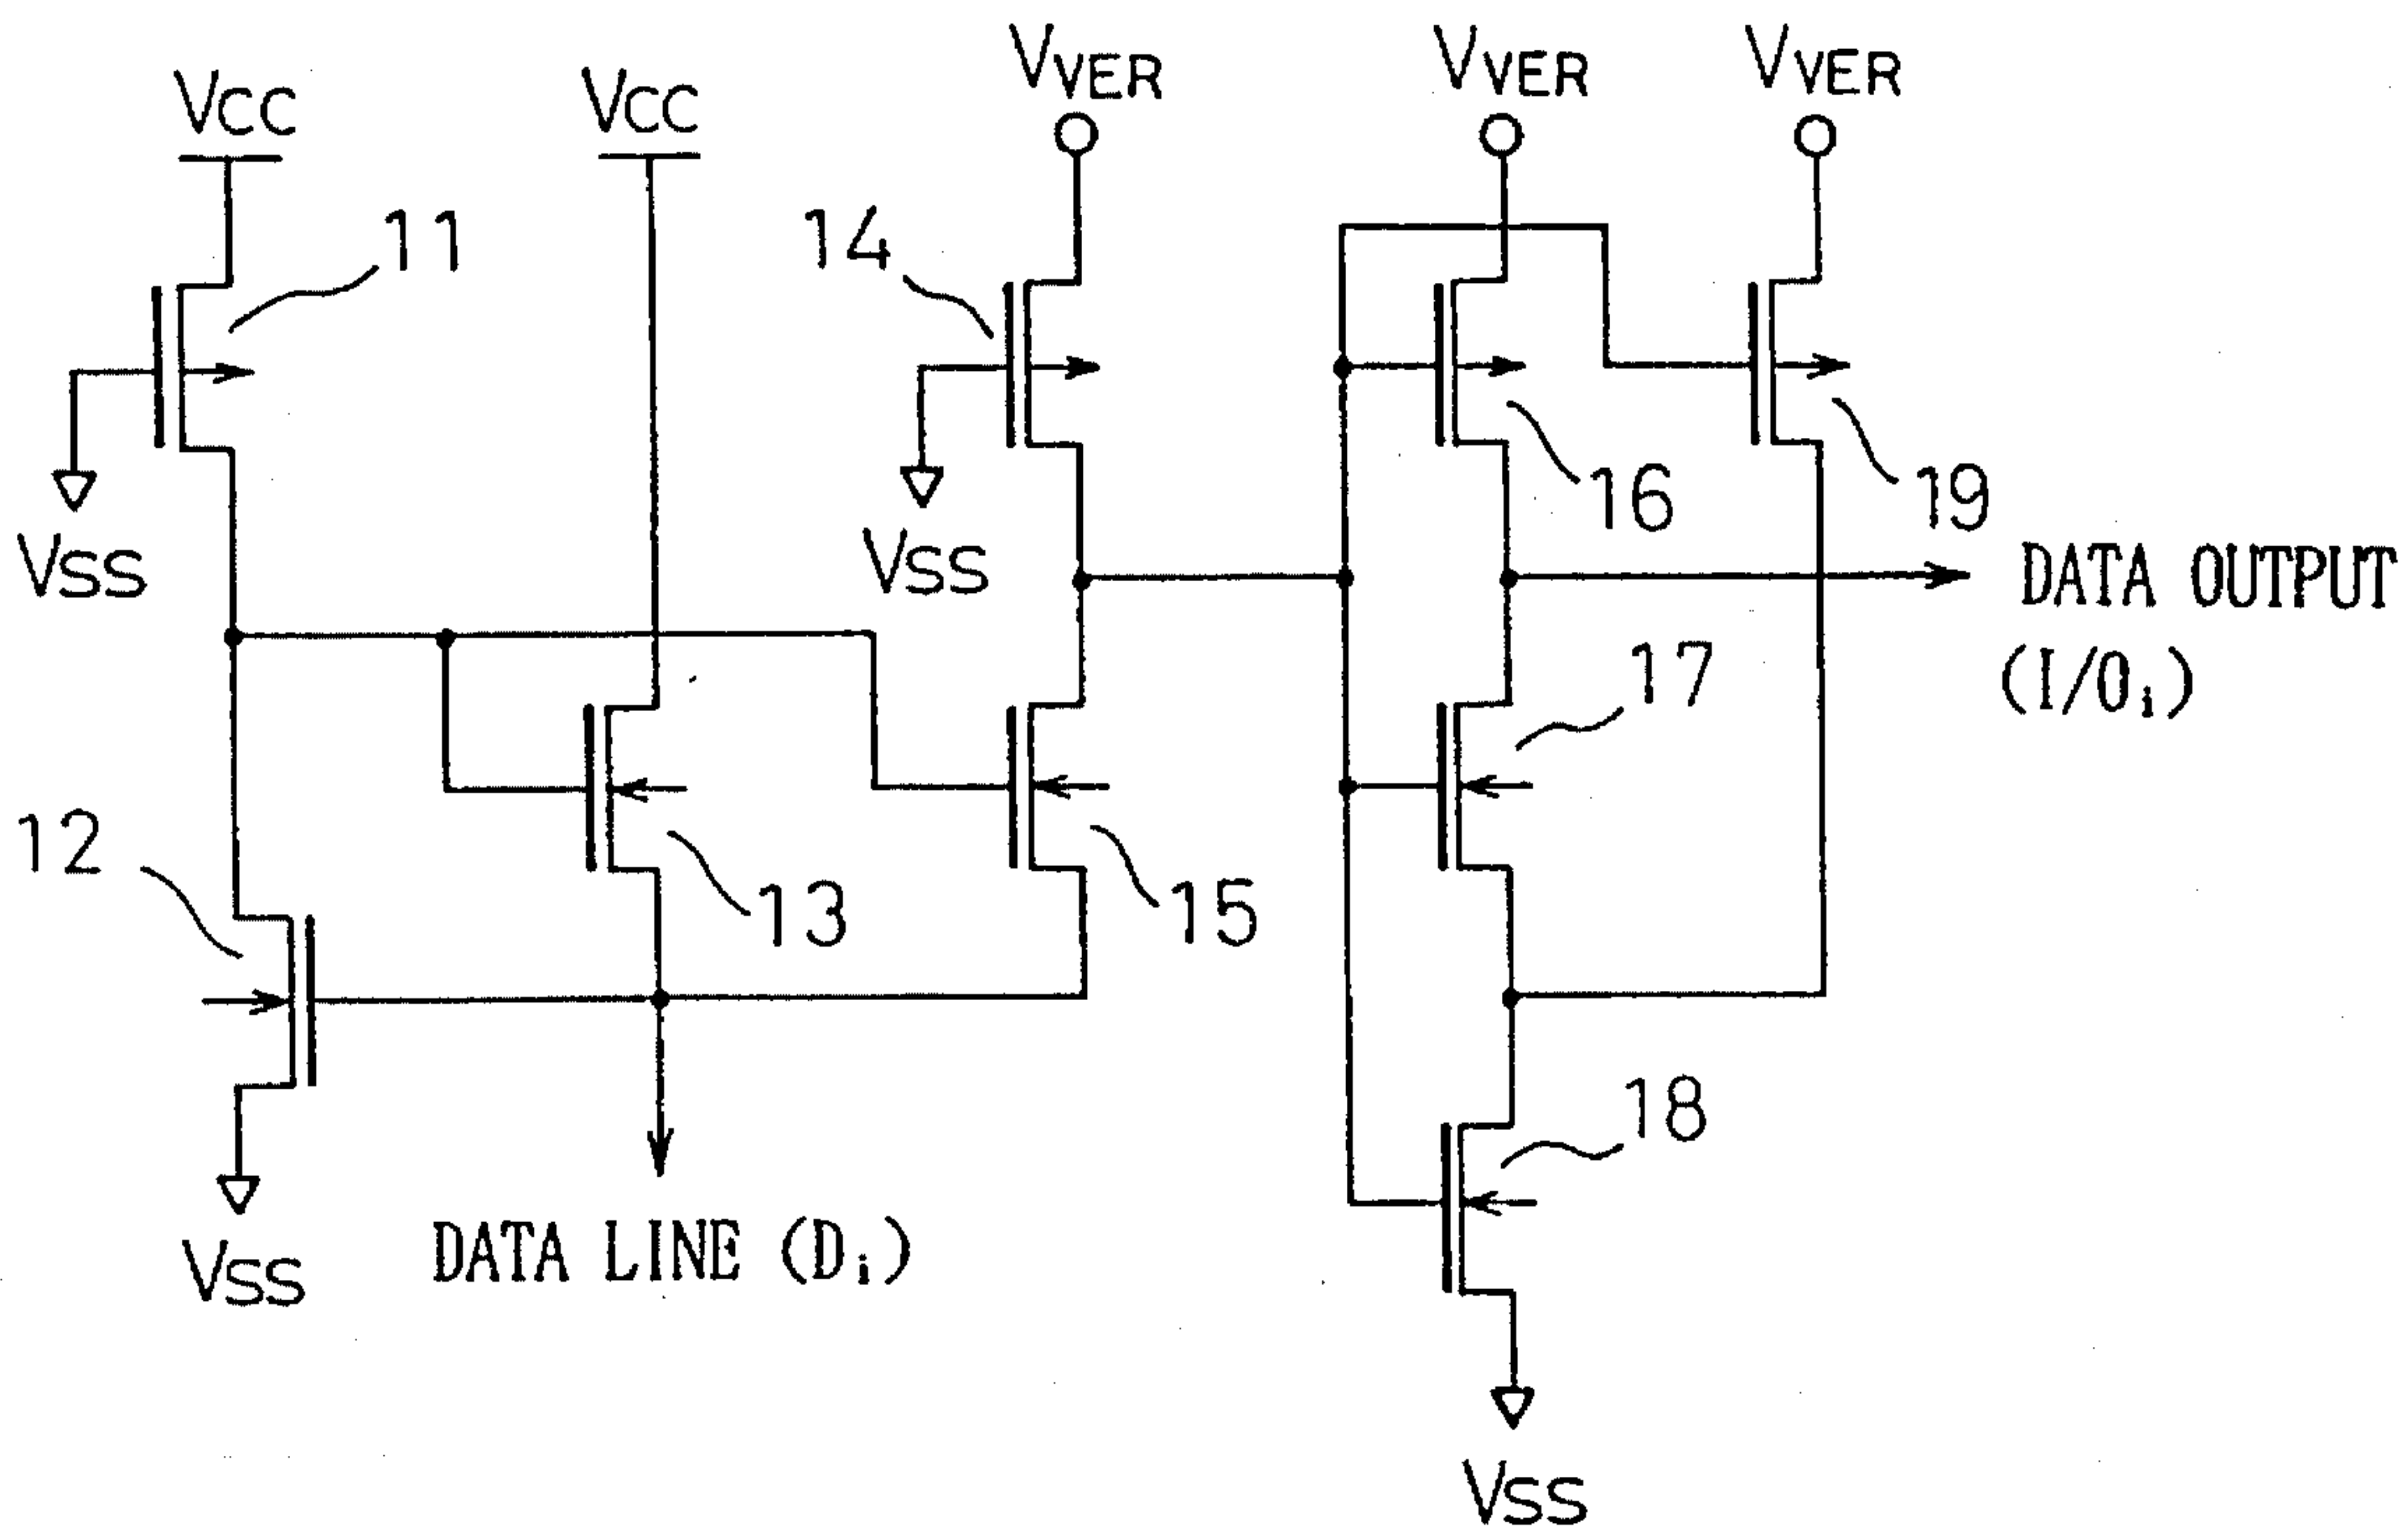 VVER VVER VVER
VCC VCC
11 14
16 19
VSS VSS
DATA OUTPUT
(I/Oi)
17
12 13 15
18
DATA LINE (Di)
VSS
VSS